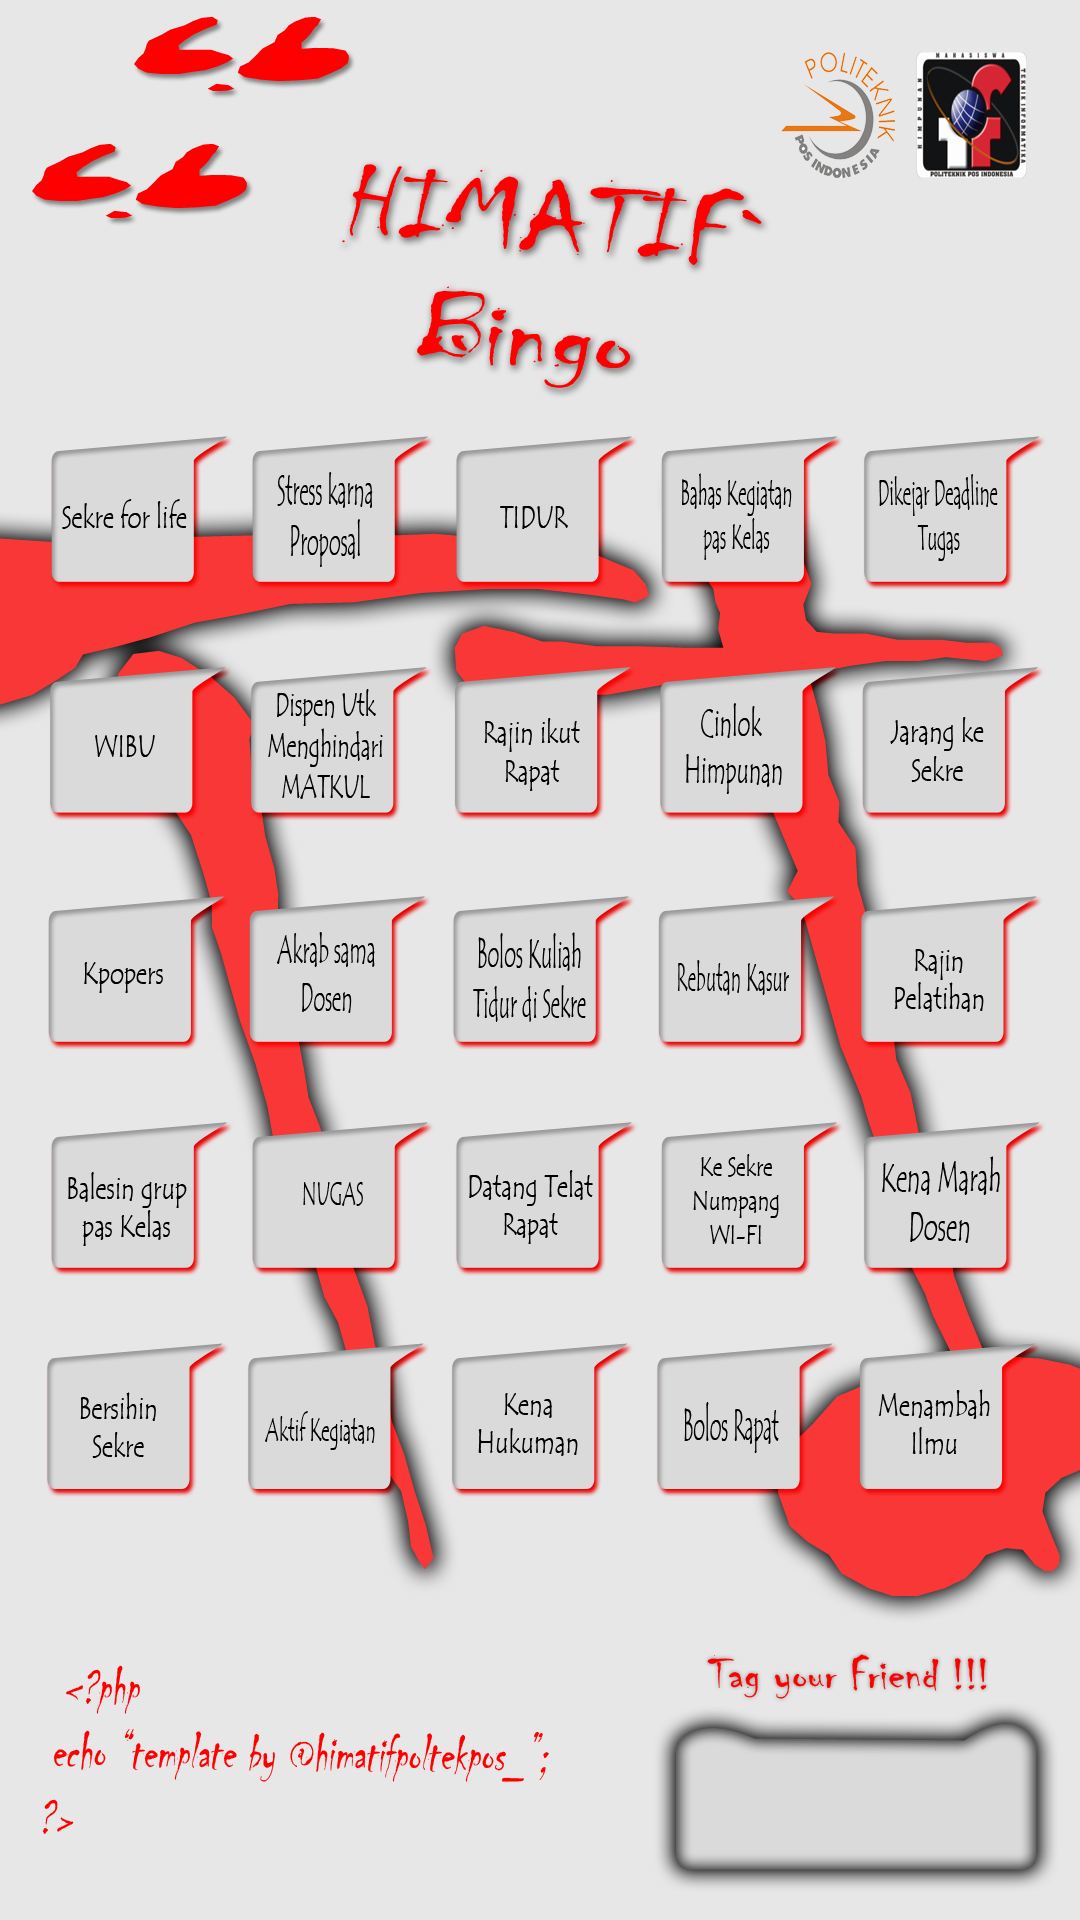 POLITEKNIK
POS INDONESIA
HIMPUNAN
MAHASISWA
TEKNIK INFORMATIKA
POLITEKNIK POS INDONESIA
HIMATIF
Bingo
Sekre for life
Stress karna
Proposal
TIDUR
Bahas Kegiatan
pas Kelas
Dikejar Deadline
Tugas
WIBU
Dispen Utk
Menghindari
MATKUL
Rajin ikut
Rapat
Cinlok
Himpunan
Jarang ke
Sekre
Kpopers
Akrab sama
Dosen
Bolos Kuliah
Tidur di Sekre
Rebutan Kasur
Rajin
Pelatihan
Balesin grup
pas Kelas
NUGAS
Datang Telat
Rapat
Ke Sekre
Numpang
WI-FI
Kena Marah
Dosen
Bersihin
Sekre
Aktif Kegiatan
Kena
Hukuman
Bolos Rapat
Menambah
Ilmu
<?php
echo “template by @himatifpoltekpos_”;
?>
Tag your Friend !!!